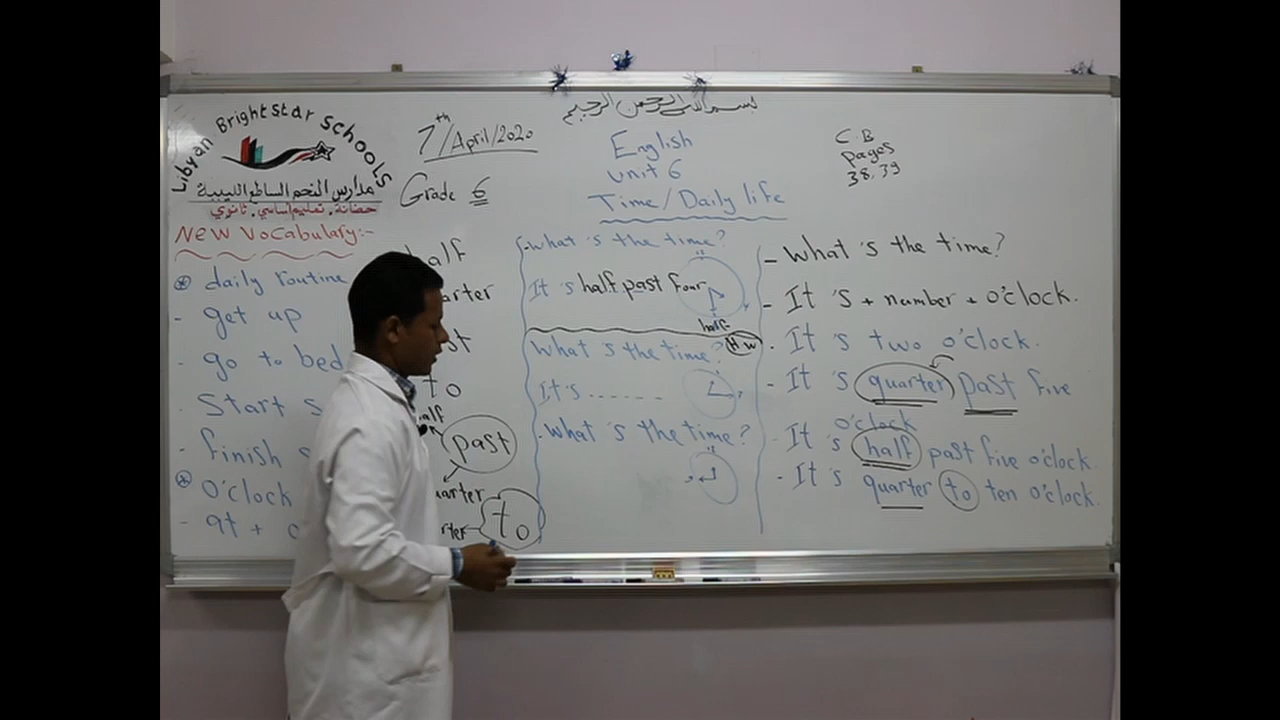 Libyan Bright Star Schools
مدارس النجم الساطع الليبية
حضانة . تعليم أساسي . ثانوي
7th/April/2020
Grade 6
بسم الله الرحمن الرحيم
English
Unit 6
Time/Daily life
C.B
pages
38.39
New Vocabulary:-
daily routine
- get up
- go to bed
- Start
- finish
O'clock
- at +
half
to
half
past
to
- What's the time?
It's half past four
half
What's the time?
H.W
It's ......
- What's the time?
- What's the time?
- It's + number + o'clock.
- It's two o'clock.
- It's quarter past five
o'clock
- It's half past five o'clock.
- It's quarter to ten o'clock.